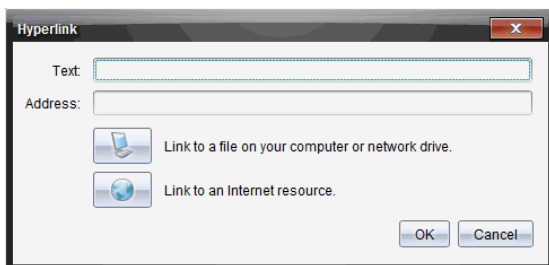 Hyperlink
Text:
Address:
Link to a file on your computer or network drive.
Link to an Internet resource.
OK Cancel